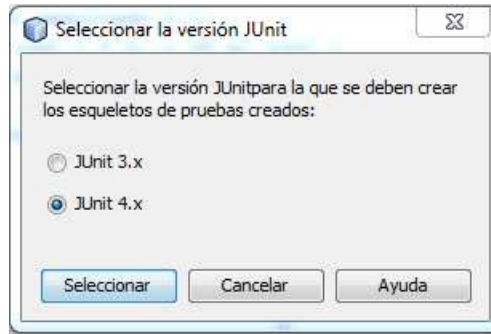 Seleccionar la versión JUnit
Seleccionar la versión JUnitpara la que se deben crear
los esqueletos de pruebas creados:
JUnit 3.x
JUnit 4.x
Seleccionar Cancelar Ayuda